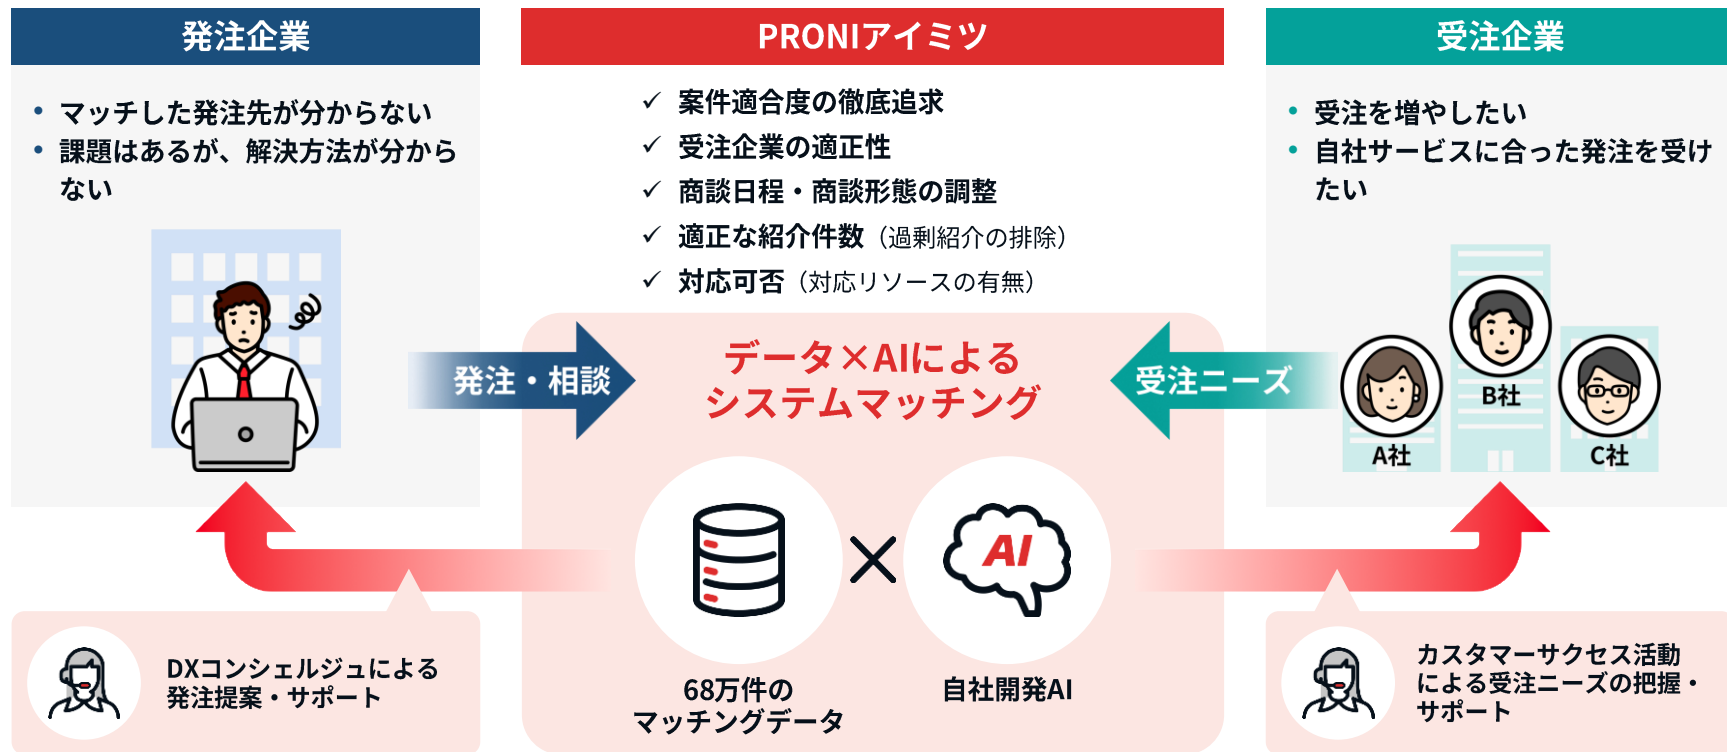 発注企業
• マッチした発注先が分からない
• 課題はあるが、解決方法が分から
ない
PRONIアイミツ
✓ 案件適合度の徹底追求
✓ 受注企業の適正性
✓ 商談日程・商談形態の調整
✓ 適正な紹介件数（過剰紹介の排除）
✓ 対応可否（対応リソースの有無）
受注企業
• 受注を増やしたい
• 自社サービスに合った発注を受け
たい
発注・相談
データ×AIによる
システムマッチング
受注ニーズ
A社
B社
C社
AI
68万件の
マッチングデータ
自社開発AI
DXコンシェルジュによる
発注提案・サポート
カスタマーサクセス活動
による受注ニーズの把握・
サポート